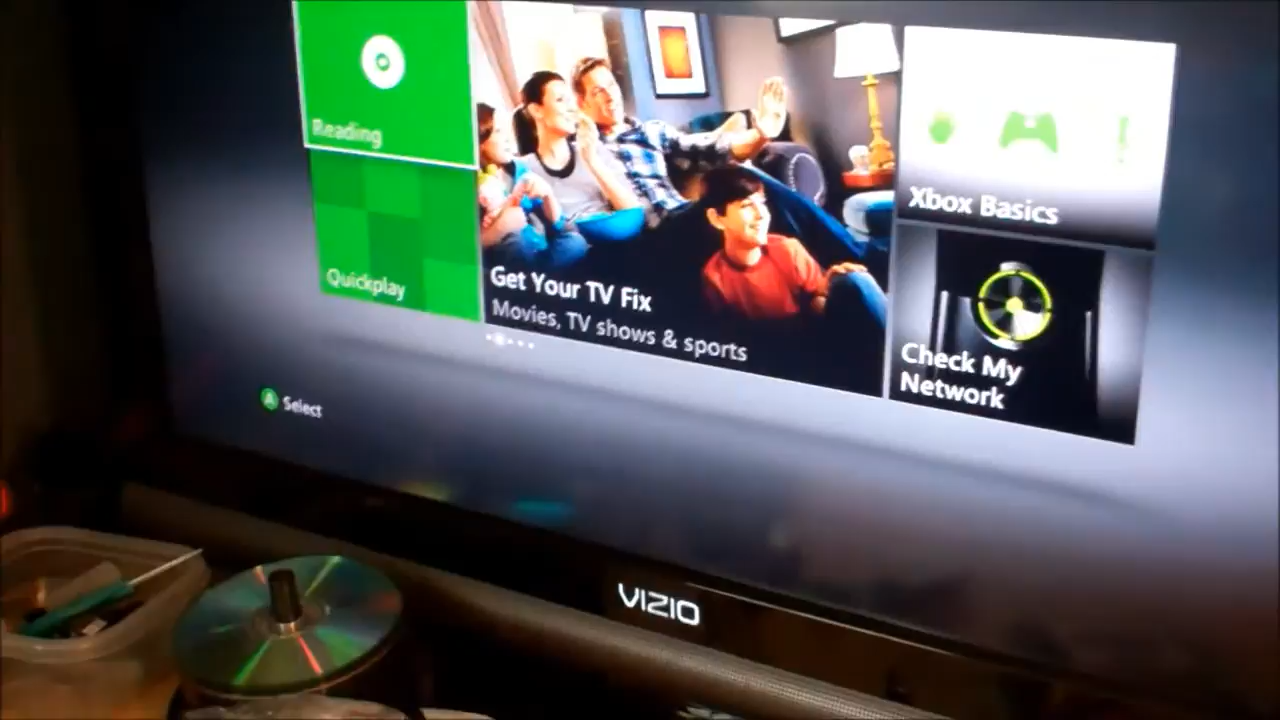 Reading
Quickplay
Get Your TV Fix
Movies, TV shows & sports
Xbox Basics
Check My
Network
A Select
VIZIO